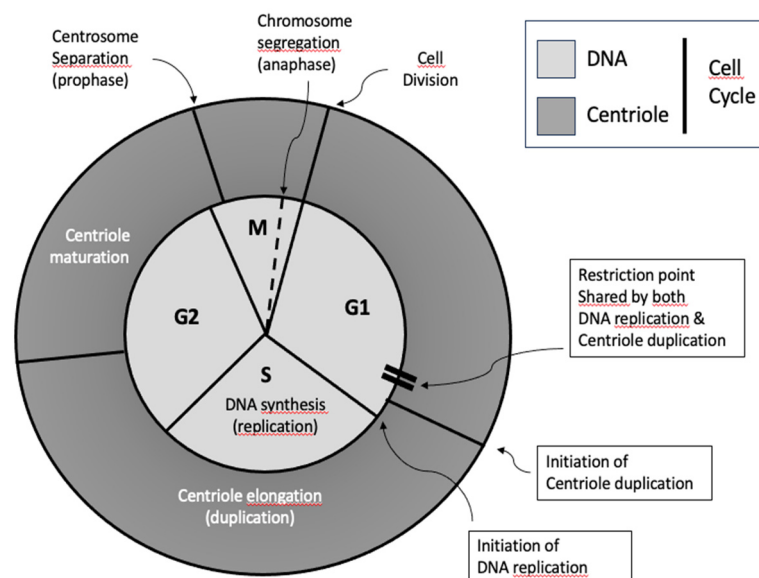 Centrosome
Separation
(prophase)
Chromosome
segregation
(anaphase)
Cell
Division
DNA
Centriole
Cell
Cycle
Centriole
maturation
M
G2
G1
S
DNA synthesis
(replication)
Centriole elongation
(duplication)
Restriction point
Shared by both
DNA replication &
Centriole duplication
Initiation of
Centriole duplication
Initiation of
DNA replication